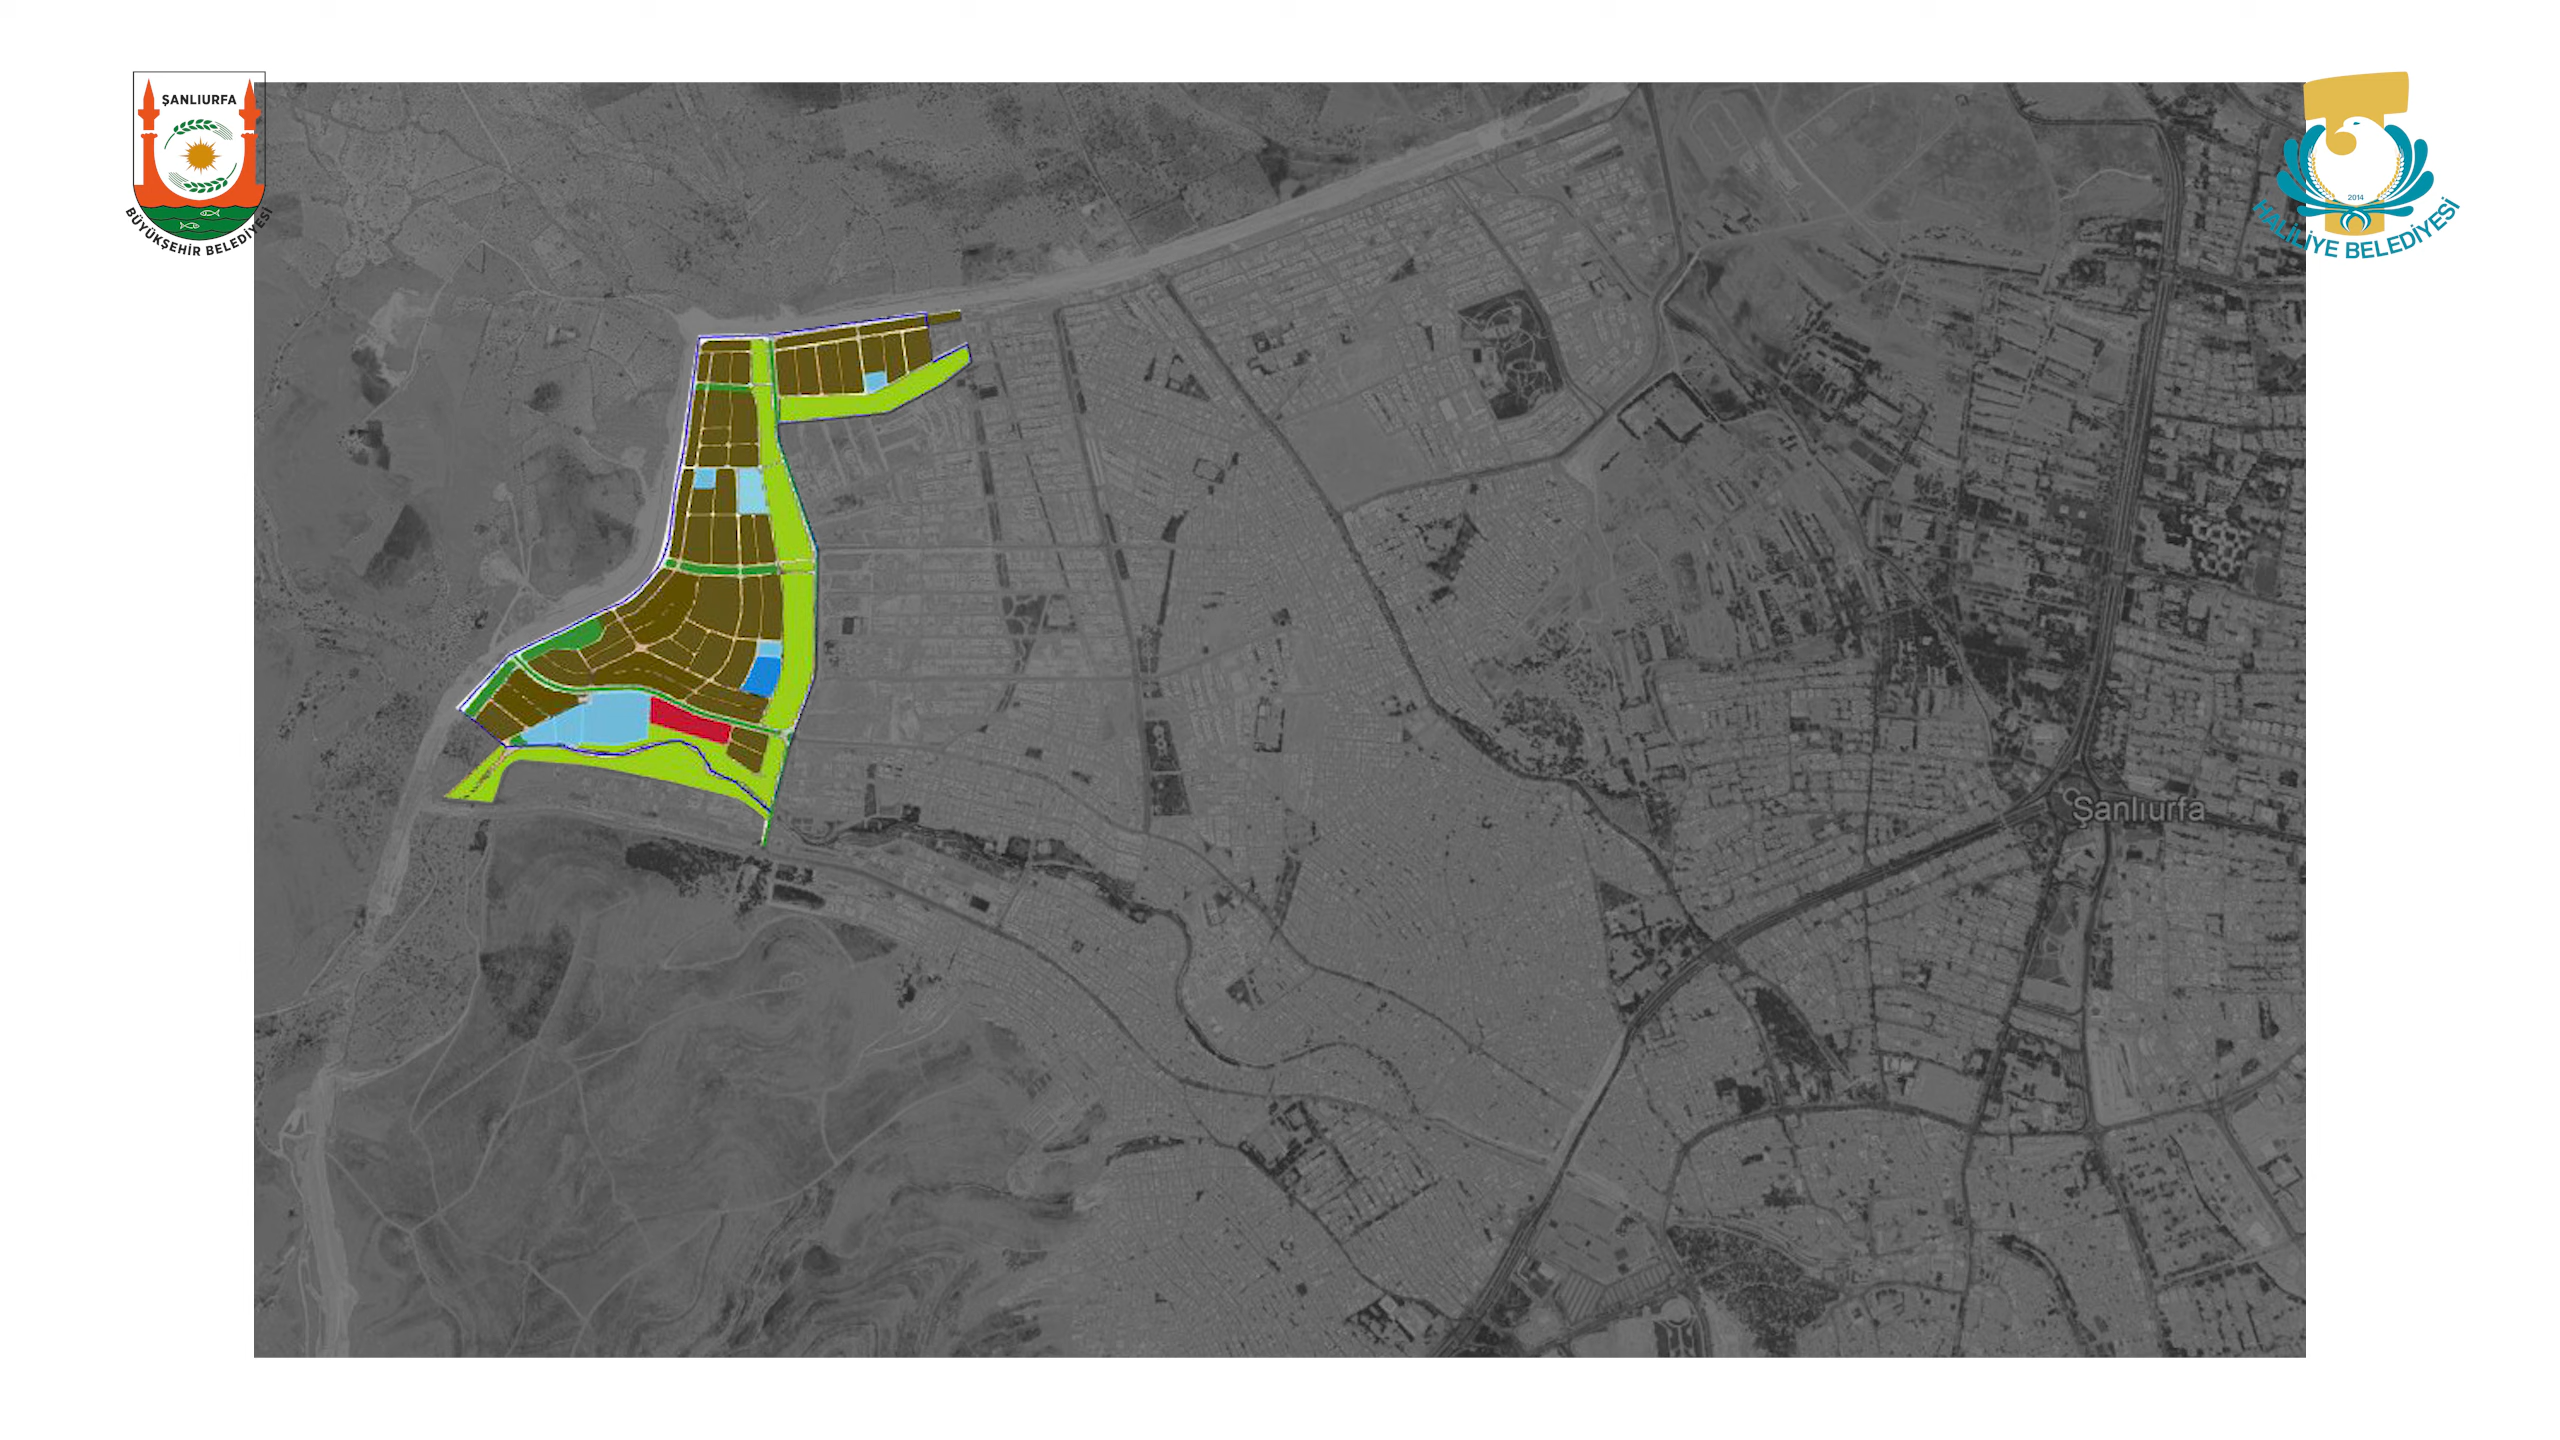 ŞANLIURFA
BÜYÜKŞEHİR BELEDİYESİ
2014
HALİLİYE BELEDİYESİ
Şanlıurfa